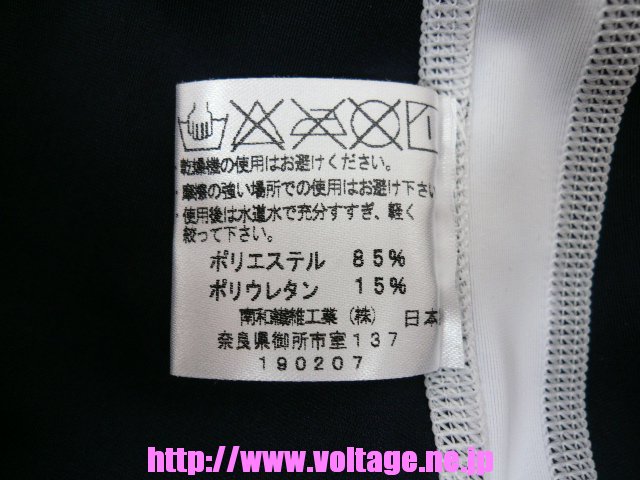 乾燥機の使用はお避けください。
・摩擦の強い場所での使用はお避け下さい
・使用後は水道水で充分すすぎ、軽く
絞って下さい。
ポリエステル 85%
ポリウレタン 15%
南和繊維工業(株) 日本
奈良県御所市室137
190207
http://www.voltage.ne.jp